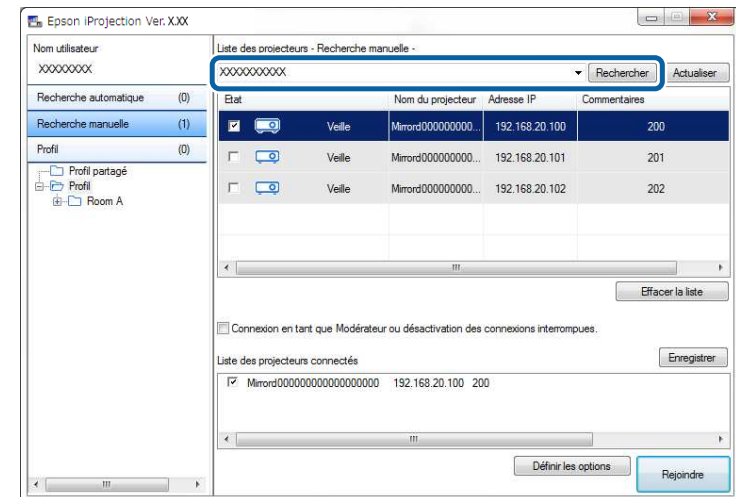 Epson iProjection Ver. X.XX
Nom utilisateur
XXXXXXXX
Recherche automatique (0)
Recherche manuelle (1)
Profil (0)
Profil partagé
Profil
Room A
Liste des projecteurs - Recherche manuelle -
XXXXXXXXXX Rechercher Actualiser
Etat Nom du projecteur Adresse IP Commentaires
Veille Mirrord000000000... 192.168.20.100 200
Veille Mirrord000000000... 192.168.20.101 201
Veille Mirrord000000000... 192.168.20.102 202
Effacer la liste
Connexion en tant que Modérateur ou désactivation des connexions interrompues.
Liste des projecteurs connectés Enregistrer
Mirrord000000000000000000 192.168.20.100 200
Définir les options Rejoindre